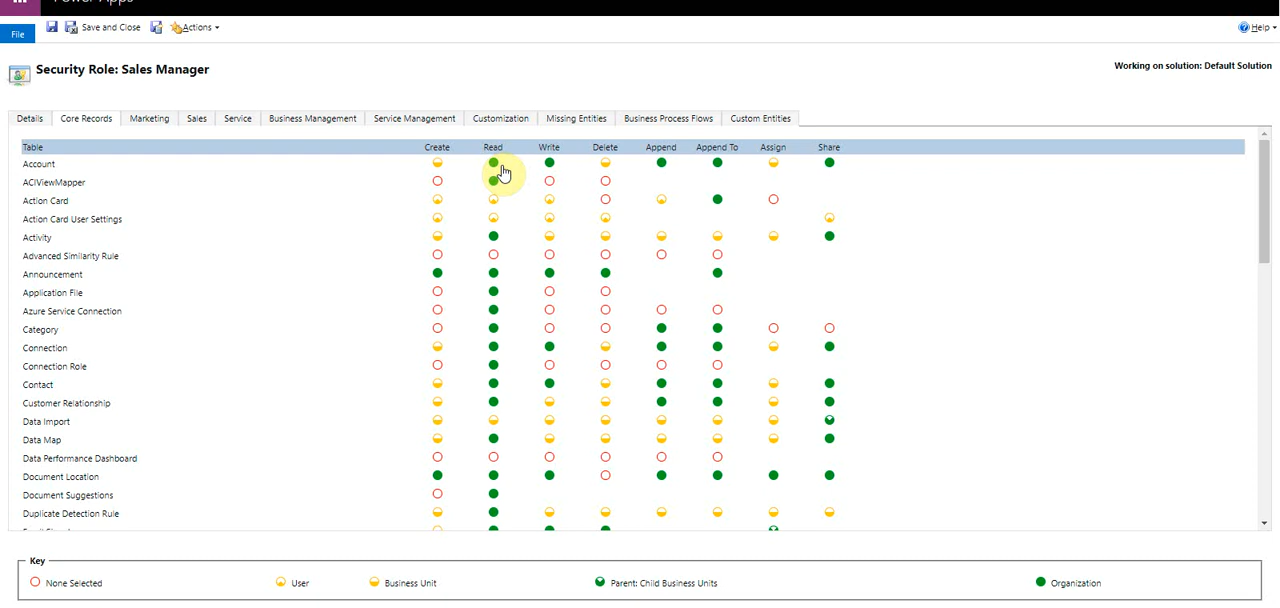 Power Apps
File
Save and Close
Actions
Help
Security Role: Sales Manager
Working on solution: Default Solution
Details Core Records Marketing Sales Service Business Management Service Management Customization Missing Entities Business Process Flows Custom Entities
Table Create Read Write Delete Append Append To Assign Share
Account
ACIViewMapper
Action Card
Action Card User Settings
Activity
Advanced Similarity Rule
Announcement
Application File
Azure Service Connection
Category
Connection
Connection Role
Contact
Customer Relationship
Data Import
Data Map
Data Performance Dashboard
Document Location
Document Suggestions
Duplicate Detection Rule
Key
None Selected User Business Unit Parent: Child Business Units Organization